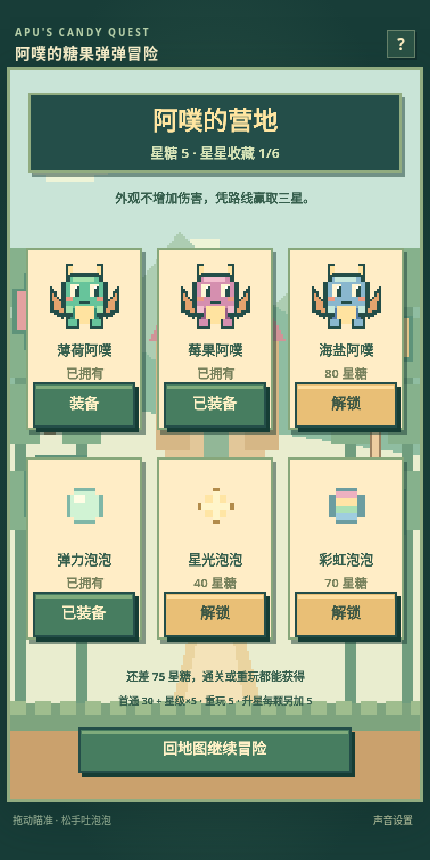 APU'S CANDY QUEST
阿噗的糖果弹弹冒险
?
阿噗的营地
星糖 5 · 星星收藏 1/6
外观不增加伤害，凭路线赢取三星。
薄荷阿噗
已拥有
装备
莓果阿噗
已拥有
已装备
海盐阿噗
80 星糖
解锁
弹力泡泡
已拥有
已装备
星光泡泡
40 星糖
解锁
彩虹泡泡
70 星糖
解锁
还差 75 星糖，通关或重玩都能获得
普通 30 + 星级×5 · 重玩 5 · 升星每颗另加 5
回地图继续冒险
拖动瞄准 · 松手吐泡泡
声音设置